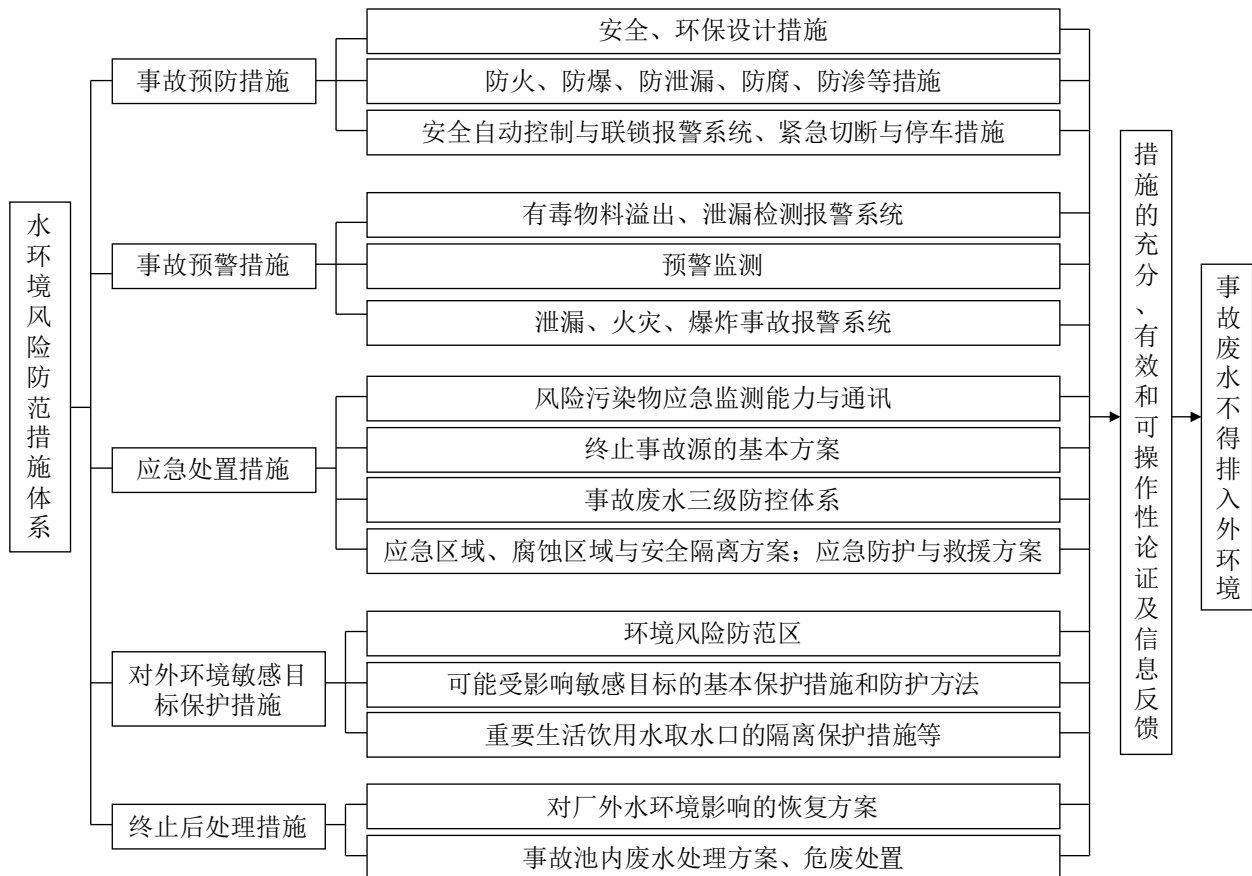 水环境风险防范措施体系
事故预防措施
安全、环保设计措施
防火、防爆、防泄漏、防腐、防渗等措施
安全自动控制与联锁报警系统、紧急切断与停车措施
事故预警措施
有毒物料溢出、泄漏检测报警系统
预警监测
泄漏、火灾、爆炸事故报警系统
应急处置措施
风险污染物应急监测能力与通讯
终止事故源的基本方案
事故废水三级防控体系
应急区域、腐蚀区域与安全隔离方案；应急防护与救援方案
对外环境敏感目
标保护措施
环境风险防范区
可能受影响敏感目标的基本保护措施和防护方法
重要生活饮用水取水口的隔离保护措施等
终止后处理措施
对厂外水环境影响的恢复方案
事故池内废水处理方案、危废处置
措施的充分、有效和可操作性论证及信息反馈
事故废水不得排入外环境